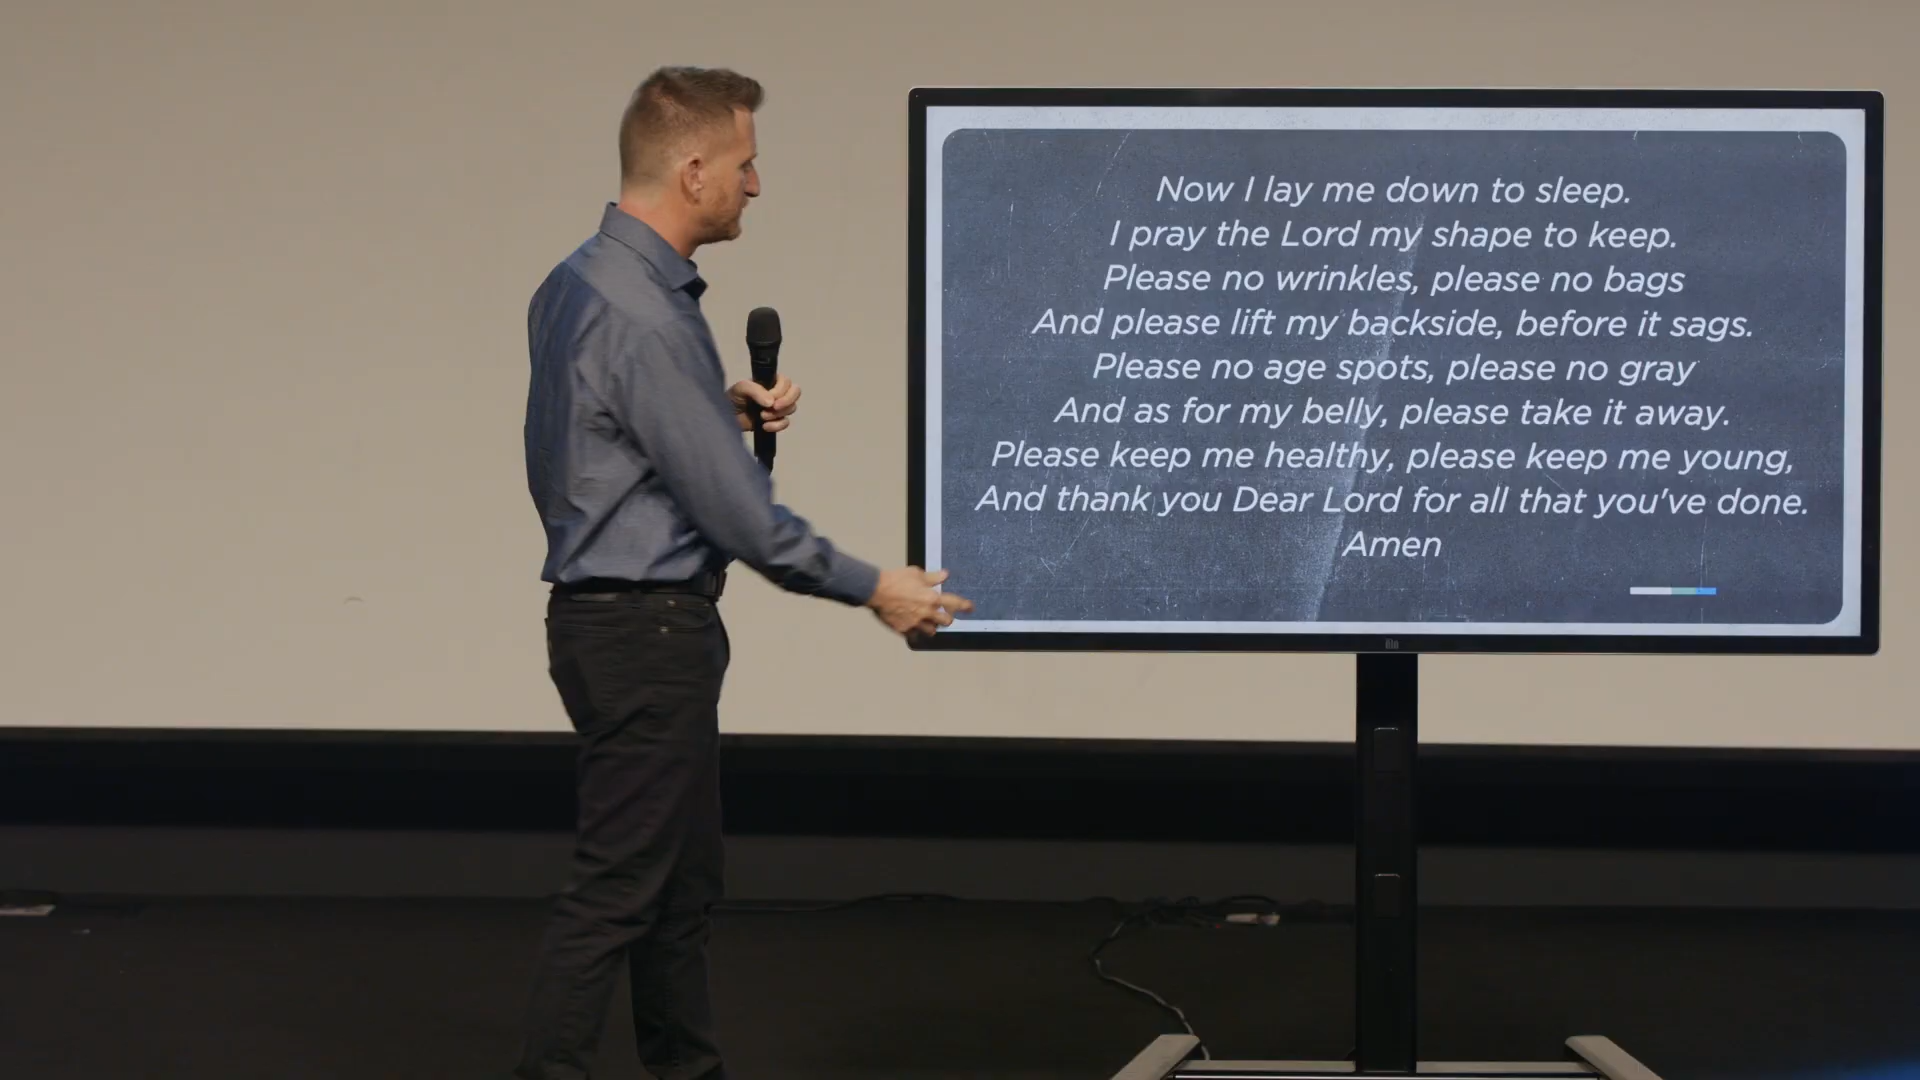 Now I lay me down to sleep.
I pray the Lord my shape to keep.
Please no wrinkles, please no bags
And please lift my backside, before it sags.
Please no age spots, please no gray
And as for my belly, please take it away.
Please keep me healthy, please keep me young,
And thank you Dear Lord for all that you've done.
Amen
elo